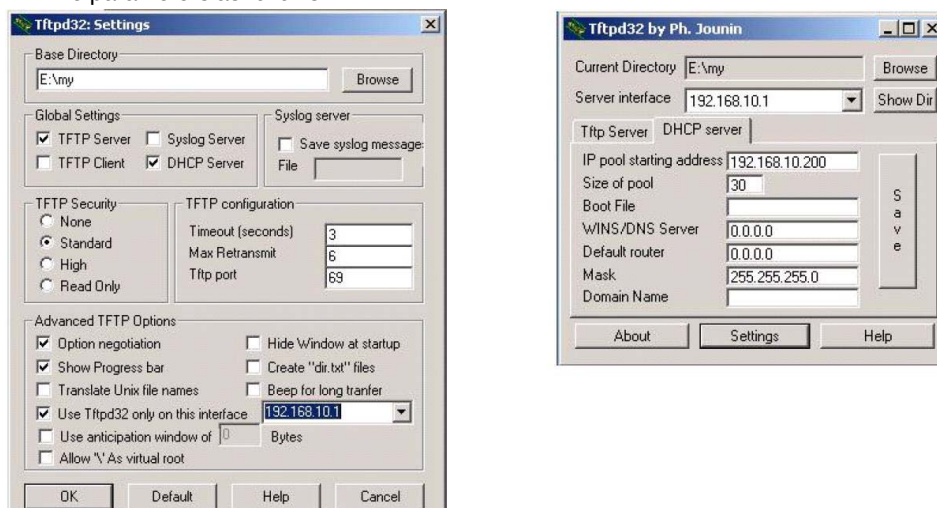 Tftpd32: Settings
Base Directory
E:\my
Browse
Global Settings
TFTP Server
Syslog Server
TFTP Client
DHCP Server
Syslog server
Save syslog message
File
TFTP Security
None
Standard
High
Read Only
TFTP configuration
Timeout (seconds) 3
Max Retransmit 6
Tftp port 69
Advanced TFTP Options
Option negotiation
Hide Window at startup
Show Progress bar
Create "dir.txt" files
Translate Unix file names
Beep for long tranfer
Use Tftpd32 only on this interface 192.168.10.1
Use anticipation window of 0 Bytes
Allow '\' As virtual root
OK
Default
Help
Cancel
Tftpd32 by Ph. Jounin
Current Directory E:\my
Browse
Server interface 192.168.10.1
Show Dir
Tftp Server
DHCP server
IP pool starting address 192.168.10.200
Size of pool 30
Boot File
WINS/DNS Server 0.0.0.0
Default router 0.0.0.0
Mask 255.255.255.0
Domain Name
Save
About
Settings
Help